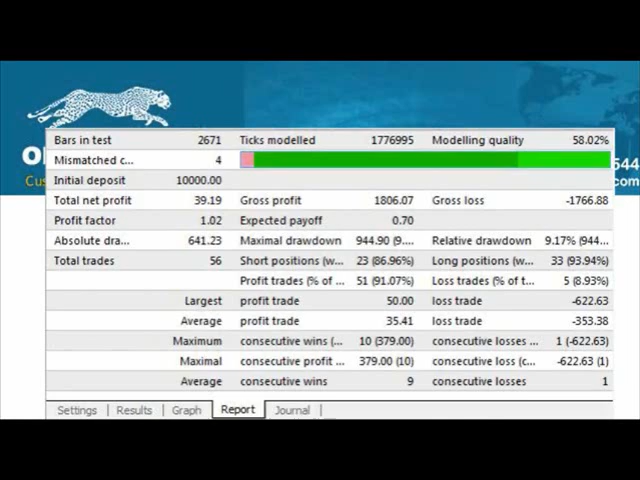 Bars in test 2671 Ticks modelled 1776995 Modelling quality 58.02%
Mismatched c... 4
Initial deposit 10000.00
Total net profit 39.19 Gross profit 1806.07 Gross loss -1766.88
Profit factor 1.02 Expected payoff 0.70
Absolute dra... 641.23 Maximal drawdown 944.90 (9.... Relative drawdown 9.17% (944...
Total trades 56 Short positions (w... 23 (86.96%) Long positions (w... 33 (93.94%)
Profit trades (% of ... 51 (91.07%) Loss trades (% of t... 5 (8.93%)
Largest profit trade 50.00 loss trade -622.63
Average profit trade 35.41 loss trade -353.38
Maximum consecutive wins (... 10 (379.00) consecutive losses ... 1 (-622.63)
Maximal consecutive profit ... 379.00 (10) consecutive loss (c... -622.63 (1)
Average consecutive wins 9 consecutive losses 1
Settings Results Graph Report Journal